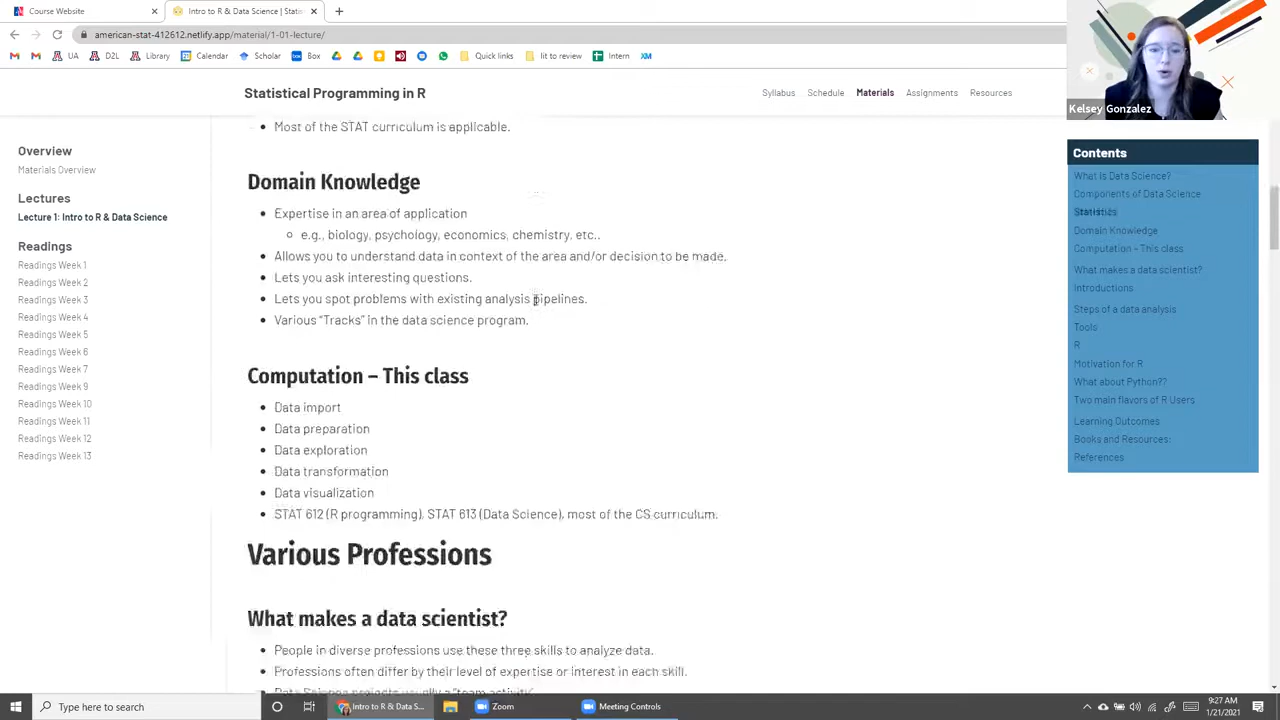 Course Website
Intro to R & Data Science | Statis
american-stat-412612.netlify.app/material/1-01-lecture/
UA
D2L
Library
Calendar
Scholar
Box
Quick links
lit to review
Intern
Kelsey Gonzalez
Statistical Programming in R
Syllabus
Schedule
Materials
Assignments
Resources
Overview
Materials Overview
Lectures
Lecture 1: Intro to R & Data Science
Readings
Readings Week 1
Readings Week 2
Readings Week 3
Readings Week 4
Readings Week 5
Readings Week 6
Readings Week 7
Readings Week 9
Readings Week 10
Readings Week 11
Readings Week 12
Readings Week 13
• Most of the STAT curriculum is applicable.
Domain Knowledge
• Expertise in an area of application
e.g., biology, psychology, economics, chemistry, etc..
• Allows you to understand data in context of the area and/or decision to be made.
• Lets you ask interesting questions.
• Lets you spot problems with existing analysis pipelines.
• Various “Tracks” in the data science program.
Computation – This class
• Data import
• Data preparation
• Data exploration
• Data transformation
• Data visualization
• STAT 612 (R programming), STAT 613 (Data Science), most of the CS curriculum.
Various Professions
What makes a data scientist?
• People in diverse professions use these three skills to analyze data.
• Professions often differ by their level of expertise or interest in each skill.
• Data Science projects usually a “team activity”
Contents
What Is Data Science?
Components of Data Science
Statistics
Domain Knowledge
Computation – This class
What makes a data scientist?
Introductions
Steps of a data analysis
Tools
R
Motivation for R
What about Python??
Two main flavors of R Users
Learning Outcomes
Books and Resources:
References
Type here to search
Intro to R & Data S...
Zoom
Meeting Controls
9:27 AM
1/21/2021